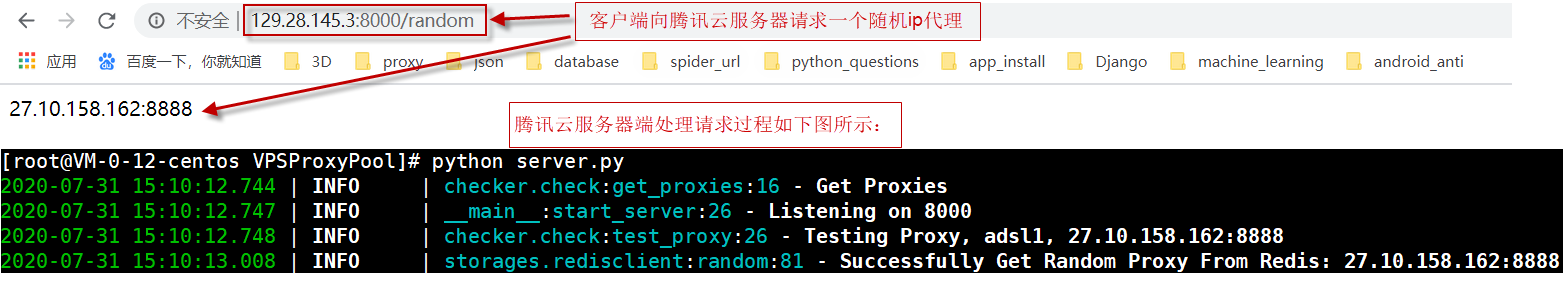 不安全 | 129.28.145.3:8000/random
客户端向腾讯云服务器请求一个随机ip代理
应用 百度一下，你就知道 3D proxy json database spider_url python_questions app_install Django machine_learning android_anti
27.10.158.162:8888
腾讯云服务器端处理请求过程如下图所示：
[root@VM-0-12-centos VPSProxyPool]# python server.py
2020-07-31 15:10:12.744 | INFO     | checker.check:get_proxies:16 - Get Proxies
2020-07-31 15:10:12.747 | INFO     | __main__:start_server:26 - Listening on 8000
2020-07-31 15:10:12.748 | INFO     | checker.check:test_proxy:26 - Testing Proxy, adsl1, 27.10.158.162:8888
2020-07-31 15:10:13.008 | INFO     | storages.redisclient:random:81 - Successfully Get Random Proxy From Redis: 27.10.158.162:8888